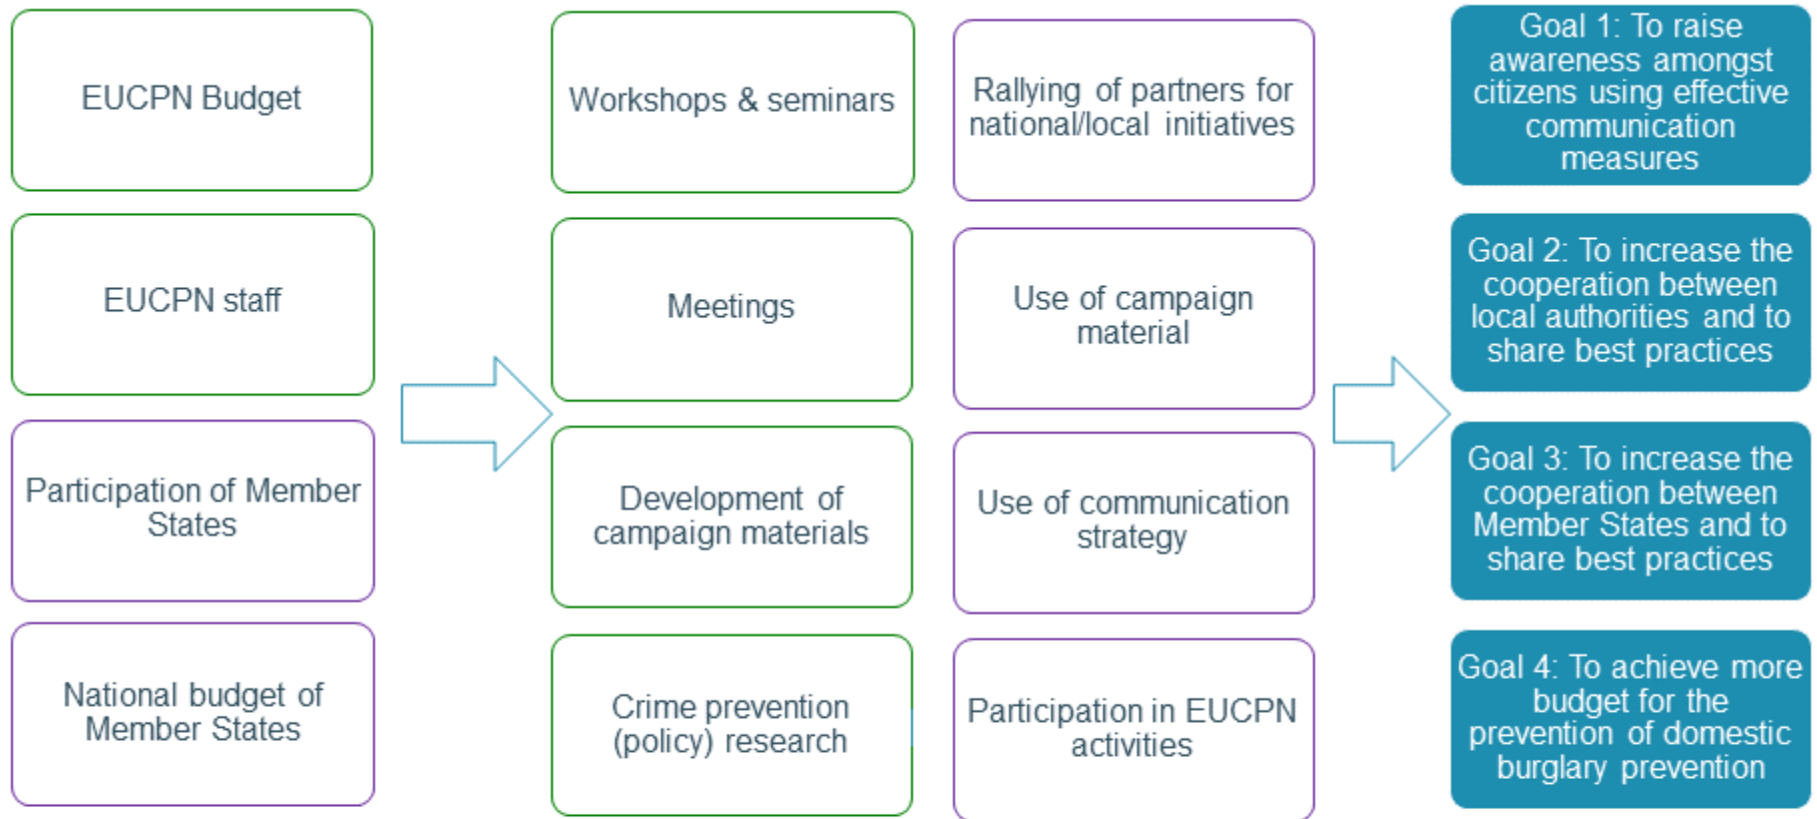 EUCPN Budget
EUCPN staff
Participation of Member
States
National budget of
Member States
Workshops & seminars
Meetings
Development of
campaign materials
Crime prevention
(policy) research
Rallying of partners for
national/local initiatives
Use of campaign
material
Use of communication
strategy
Participation in EUCPN
activities
Goal 1: To raise
awareness amongst
citizens using effective
communication
measures
Goal 2: To increase the
cooperation between
local authorities and to
share best practices
Goal 3: To increase the
cooperation between
Member States and to
share best practices
Goal 4: To achieve more
budget for the
prevention of domestic
burglary prevention